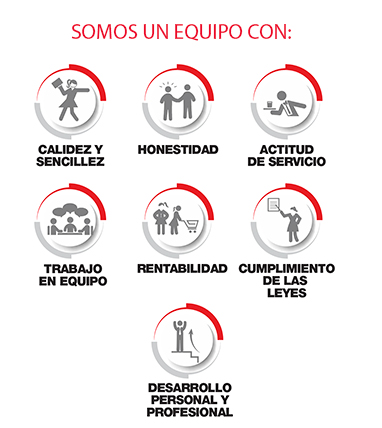 SOMOS UN EQUIPO CON:
CALIDEZ Y
SENCILLEZ
HONESTIDAD
ACTITUD
DE SERVICIO
TRABAJO
EN EQUIPO
RENTABILIDAD
CUMPLIMIENTO
DE LAS
LEYES
DESARROLLO
PERSONAL Y
PROFESIONAL